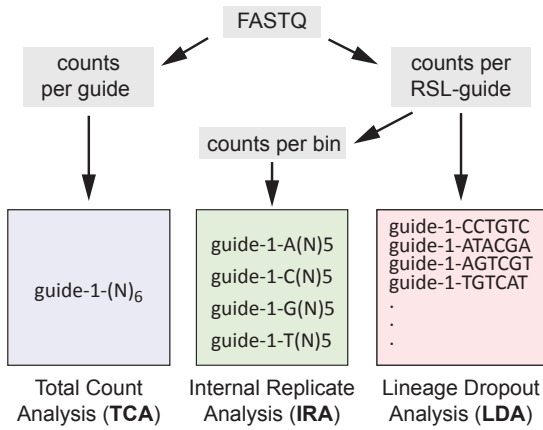 FASTQ
counts
per guide
counts per
RSL-guide
counts per bin
guide-1-(N)6
guide-1-A(N)5
guide-1-C(N)5
guide-1-G(N)5
guide-1-T(N)5
guide-1-CCTGTC
guide-1-ATACGA
guide-1-AGTCGT
guide-1-TGTCAT
.
.
.
Total Count
Analysis (TCA)
Internal Replicate
Analysis (IRA)
Lineage Dropout
Analysis (LDA)